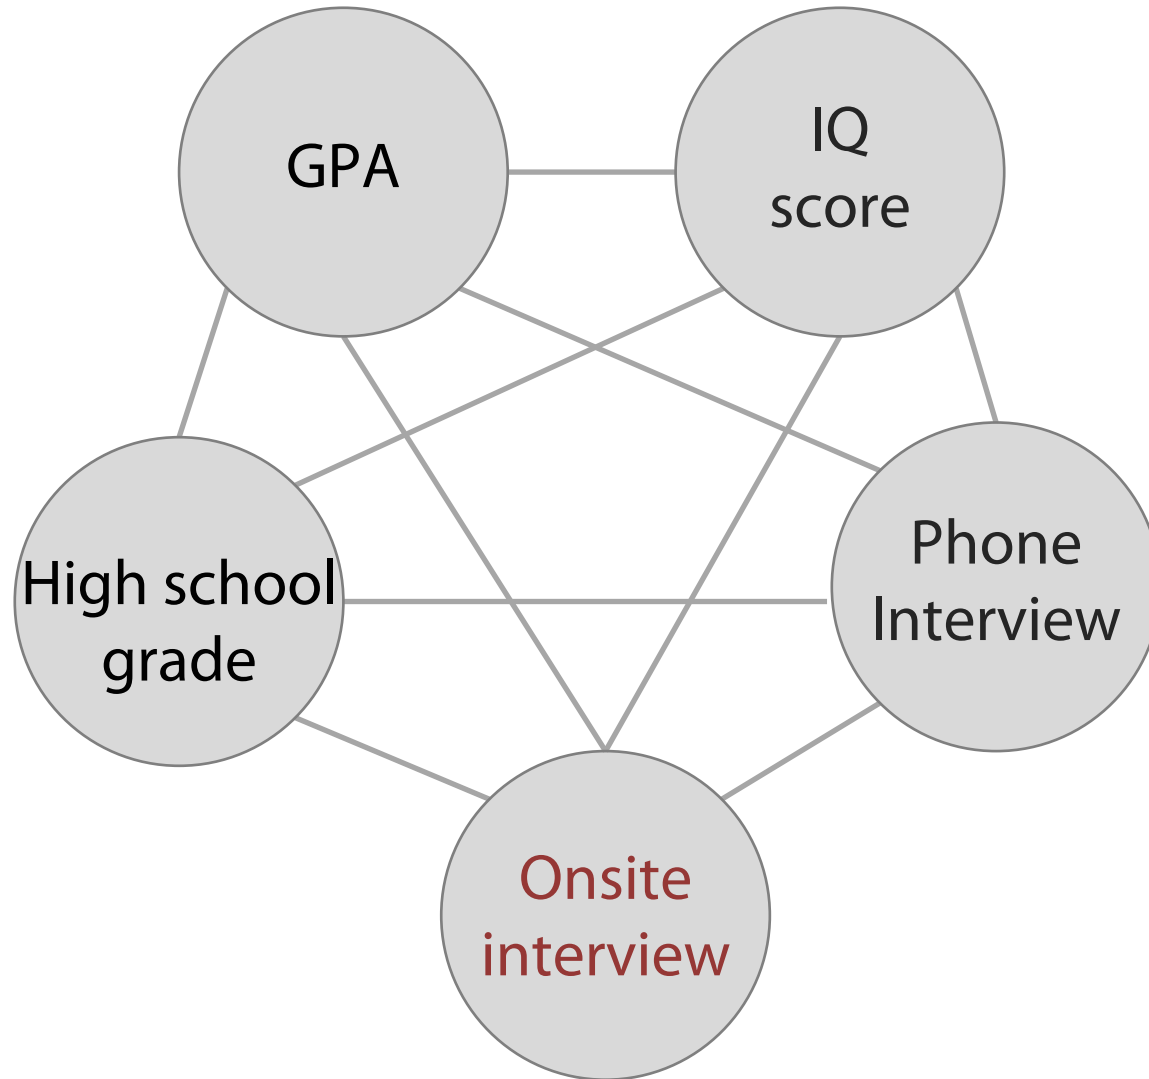 GPA
IQ
score
High school
grade
Phone
Interview
Onsite
interview